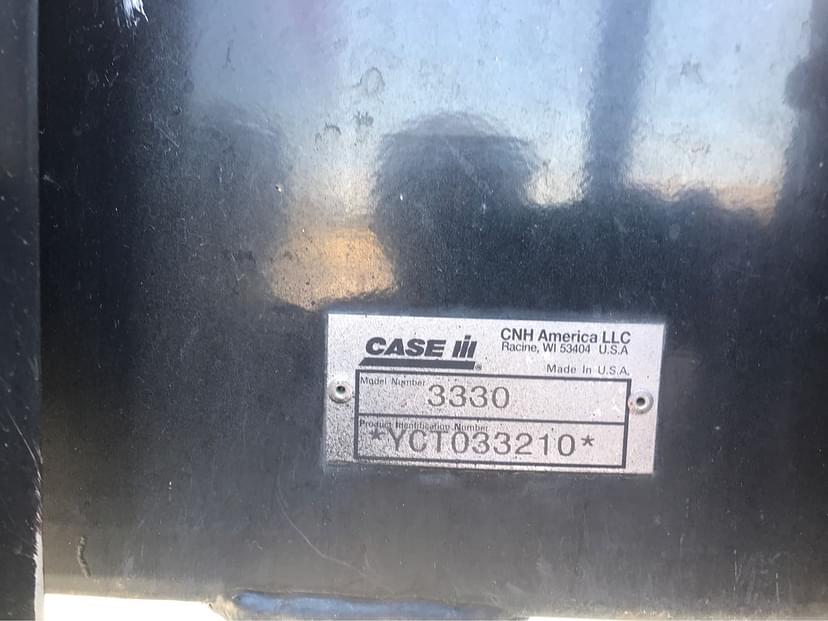 CASE IH ®
CNH America LLC
Racine, WI 53404 U.S.A
Made In U.S.A.
Model Number
3330
Product Identification Number
*YCT033210*